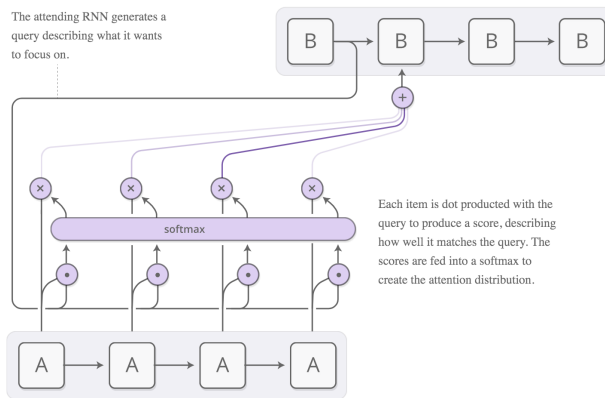 The attending RNN generates a
query describing what it wants
to focus on.
B B B B
+
× × × ×
softmax
Each item is dot producted with the
query to produce a score, describing
how well it matches the query. The
scores are fed into a softmax to
create the attention distribution.
A A A A